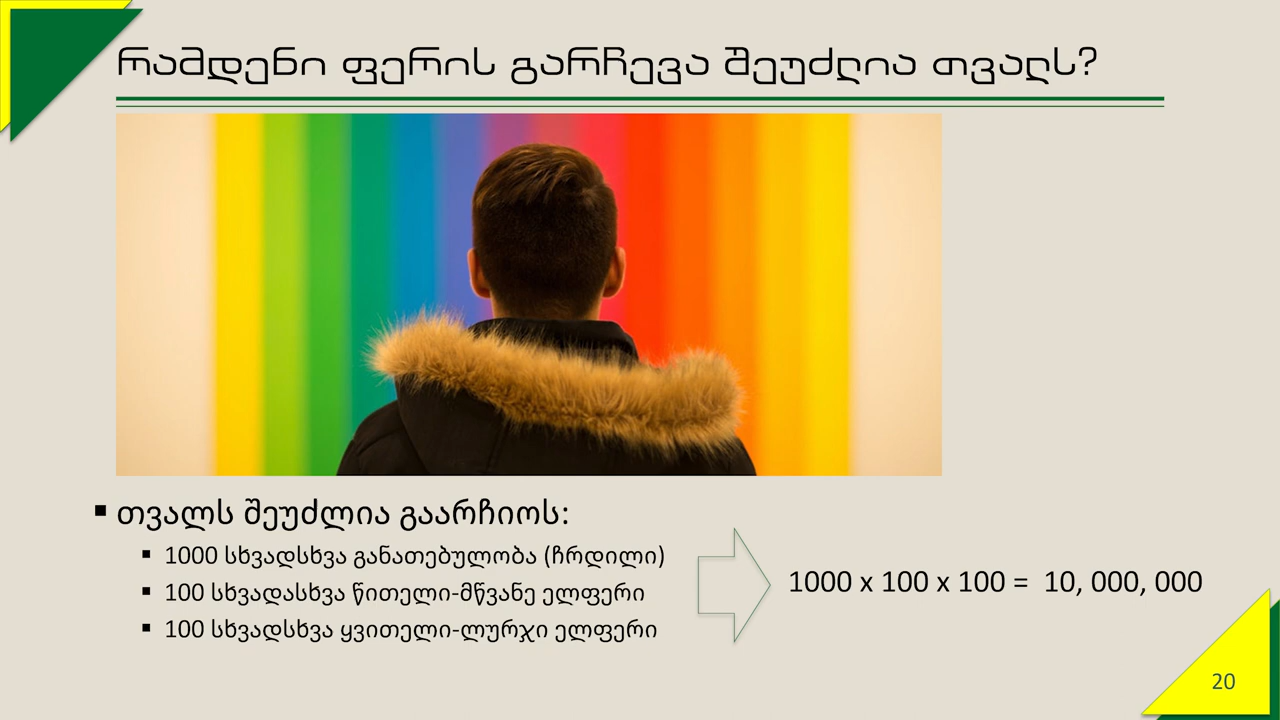 რამდენი ფერის გარჩევა შეუძლია თვალს?
▪ თვალს შეუძლია გაარჩიოს:
▪ 1000 სხვადსხვა განათებულობა (ჩრდილი)
▪ 100 სხვადასხვა წითელი-მწვანე ელფერი
▪ 100 სხვადსხვა ყვითელი-ლურჯი ელფერი
1000 x 100 x 100 = 10, 000, 000
20